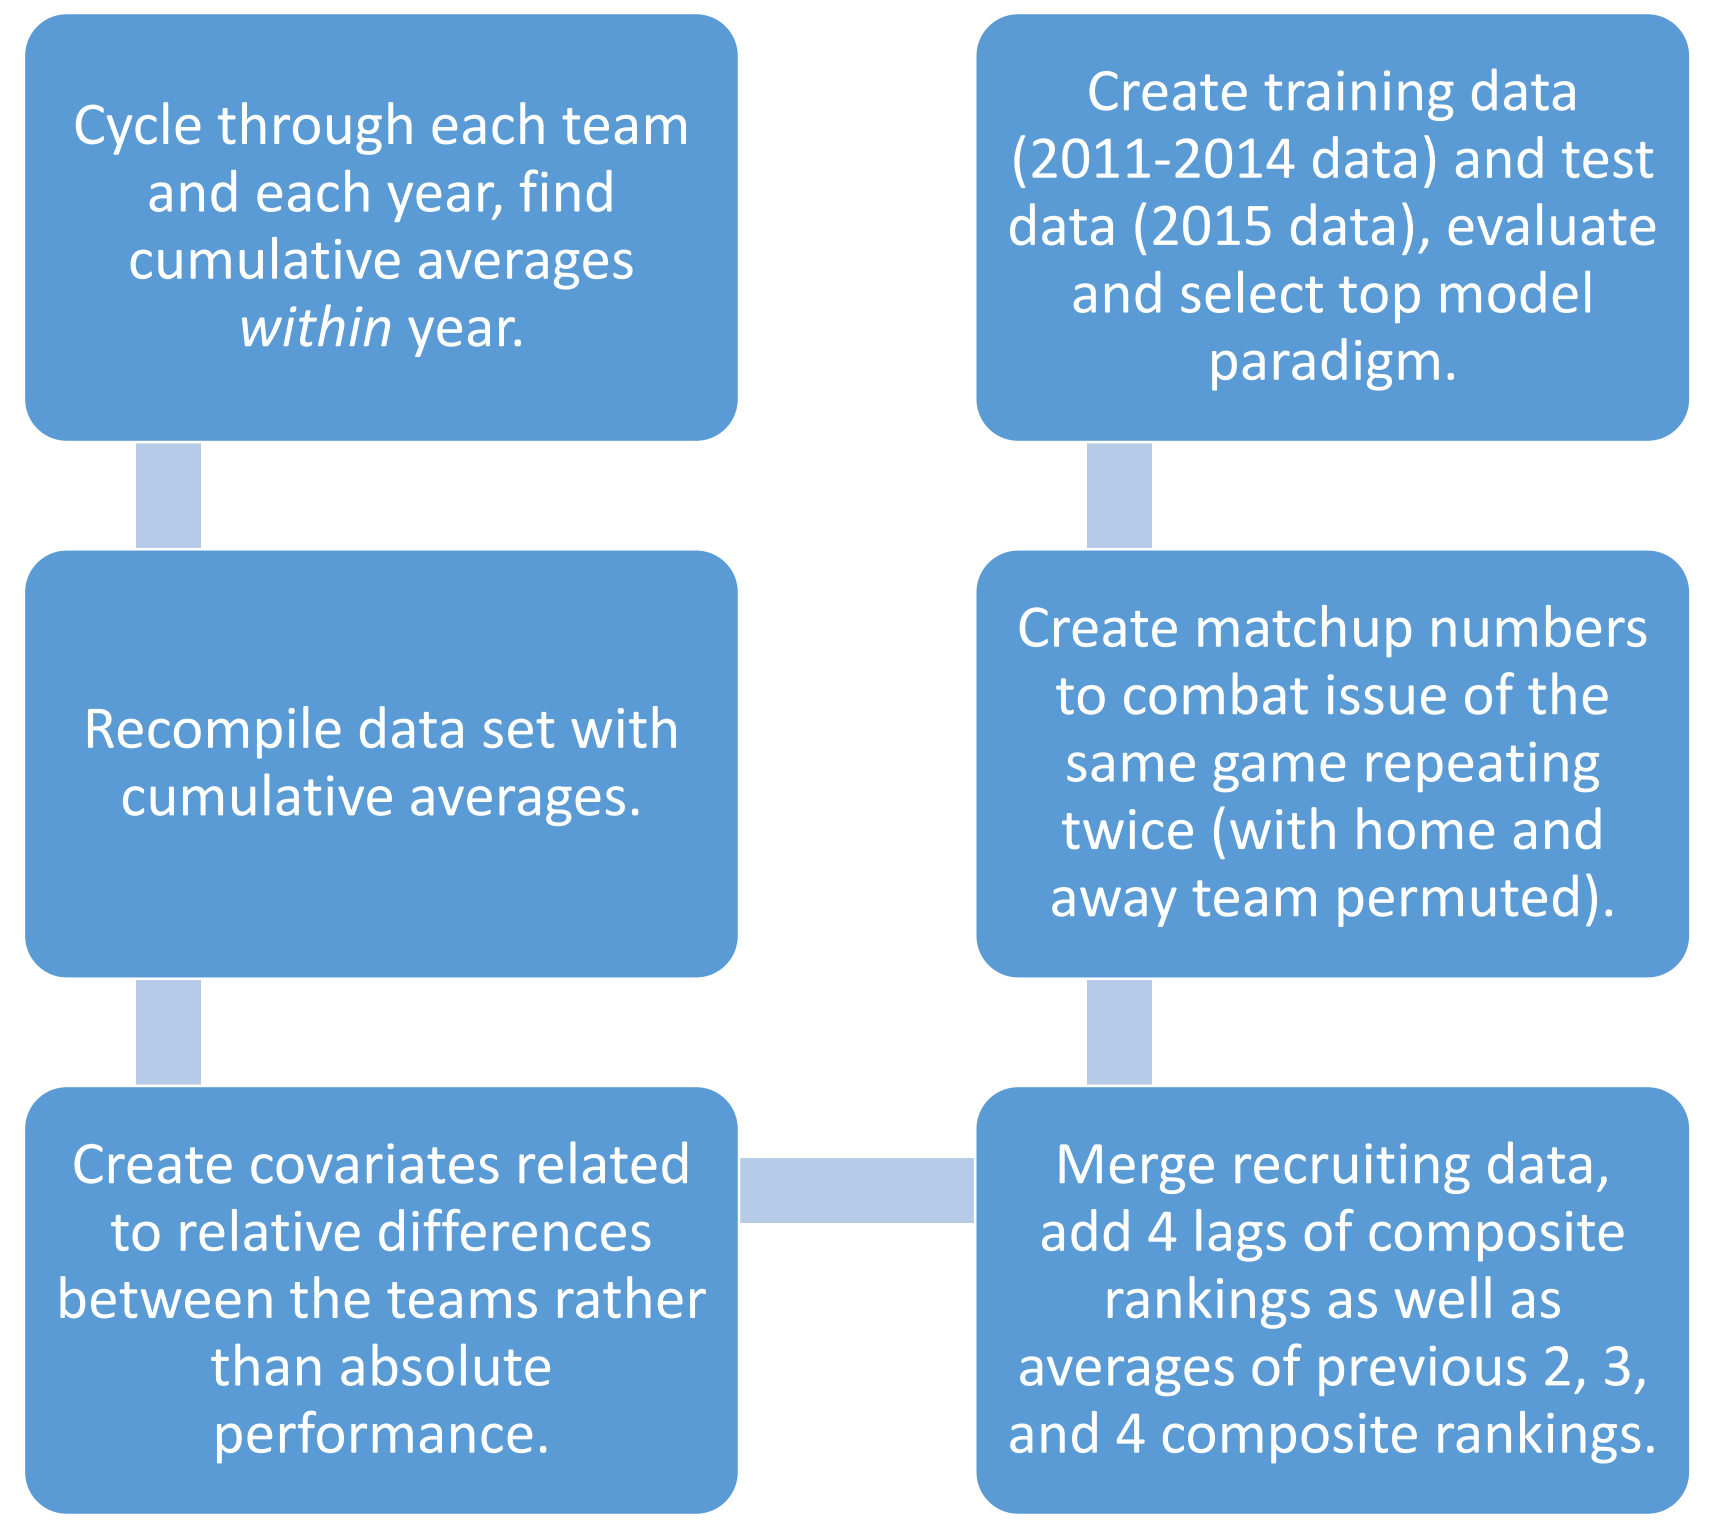 Cycle through each team
and each year, find
cumulative averages
within year.
Recompile data set with
cumulative averages.
Create covariates related
to relative differences
between the teams rather
than absolute
performance.
Merge recruiting data,
add 4 lags of composite
rankings as well as
averages of previous 2, 3,
and 4 composite rankings.
Create matchup numbers
to combat issue of the
same game repeating
twice (with home and
away team permuted).
Create training data
(2011-2014 data) and test
data (2015 data), evaluate
and select top model
paradigm.